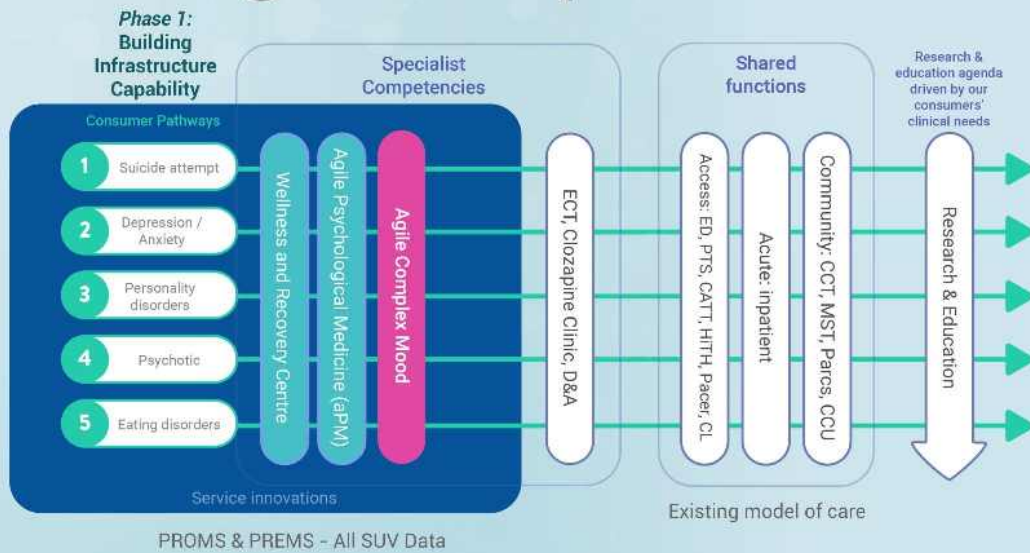 Phase 1:
Building
Infrastructure
Capability
Specialist
Competencies
Shared
functions
Research &
education agenda
driven by our
consumers'
clinical needs
Consumer Pathways
1 Suicide attempt
2 Depression /
Anxiety
3 Personality
disorders
4 Psychotic
5 Eating disorders
Wellness and Recovery Centre
Agile Psychological Medicine (aPM)
Agile Complex Mood
ECT, Clozapine Clinic, D&A
Access: ED, PTS, CATT, HiTH, Pacer, CL
Acute: inpatient
Community: CCT, MST, Parcs, CCU
Research & Education
Service innovations
Existing model of care
PROMS & PREMS - All SUV Data